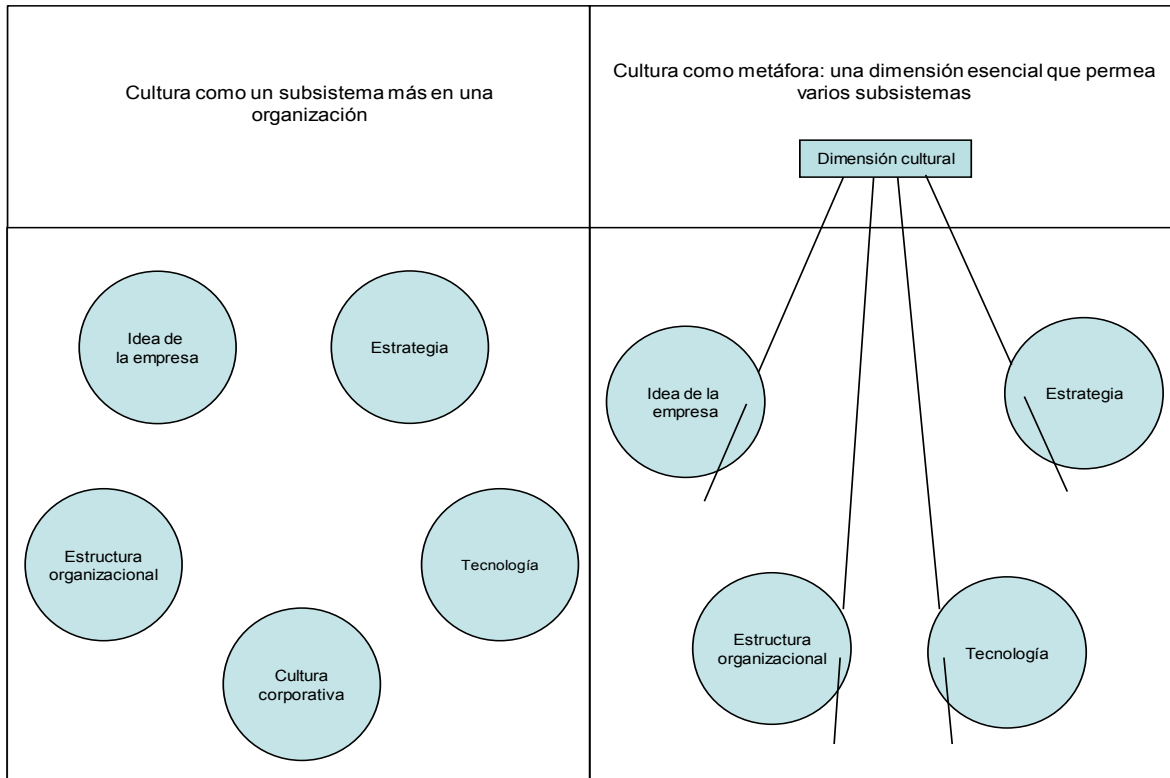 Cultura como un subsistema más en una
organización
Cultura como metáfora: una dimensión esencial que permea
varios subsistemas
Dimensión cultural
Idea de
la empresa
Estrategia
Estructura
organizacional
Tecnología
Cultura
corporativa
Idea de la
empresa
Estrategia
Estructura
organizacional
Tecnología